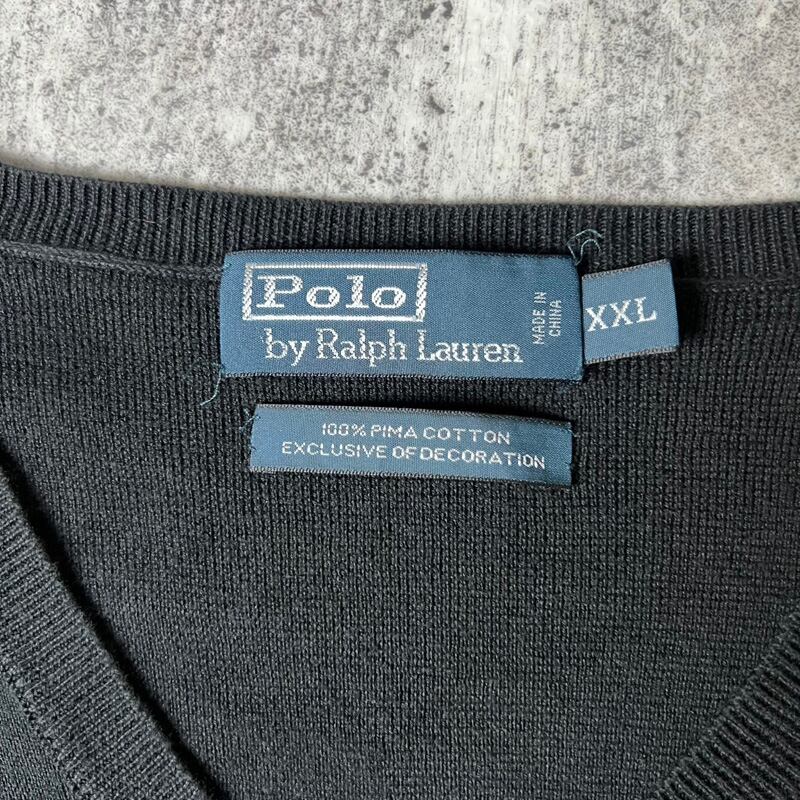 Polo
by Ralph Lauren
MADE IN
CHINA
XXL
100% PIMA COTTON
EXCLUSIVE OF DECORATION